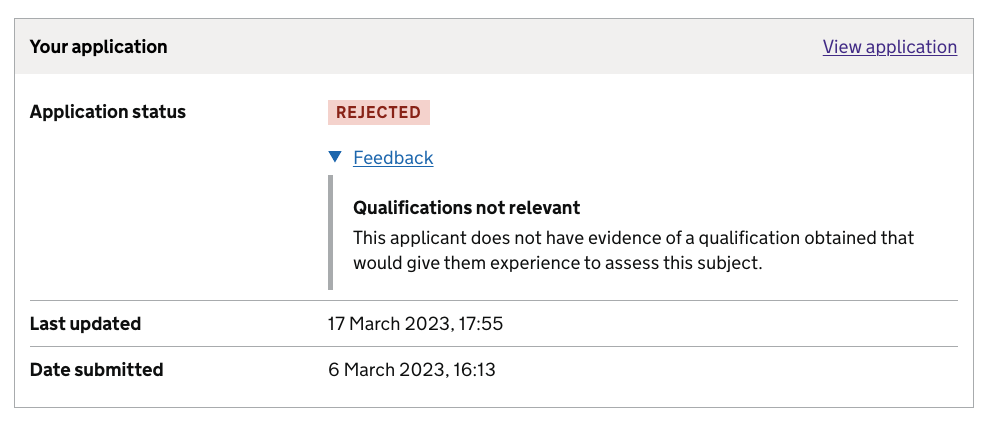 Your application
View application
Application status
REJECTED
Feedback
Qualifications not relevant
This applicant does not have evidence of a qualification obtained that
would give them experience to assess this subject.
Last updated
17 March 2023, 17:55
Date submitted
6 March 2023, 16:13